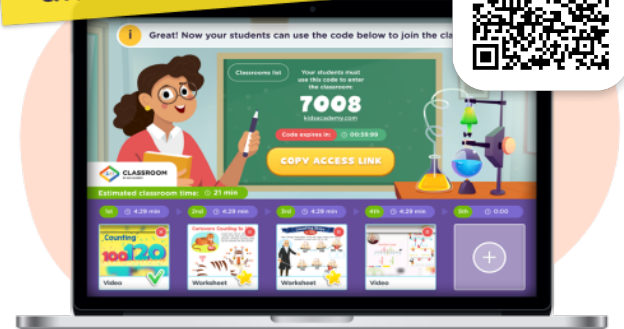 Great! Now your students can use the code below to join the cla
Classrooms list
Your students must
use this code to enter
the classroom:
7008
kidsacademy.com
Code expires in:
00:59:99
COPY ACCESS LINK
CLASSROOM
Estimated classroom time: 21 min
1st 4.29 min
2nd 4.29 min
3rd 4.29 min
4th 4.29 min
5th 0:00
Counting
100 120
Video
Worksheet
Worksheet
Video